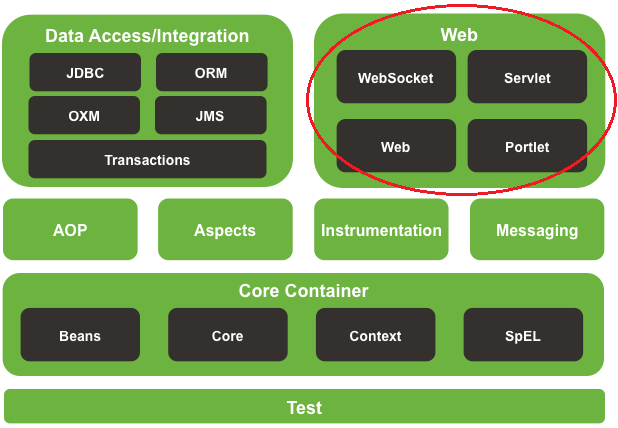 Data Access/Integration
JDBC
ORM
OXM
JMS
Transactions
Web
WebSocket
Servlet
Web
Portlet
AOP
Aspects
Instrumentation
Messaging
Core Container
Beans
Core
Context
SpEL
Test